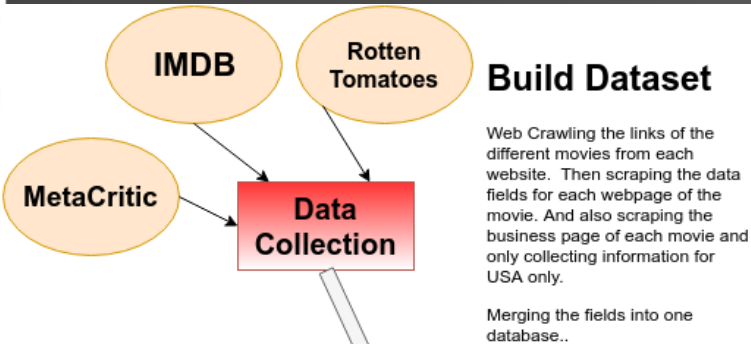 IMDB
Rotten
Tomatoes
MetaCritic
Data
Collection
Build Dataset
Web Crawling the links of the
different movies from each
website.  Then scraping the data
fields for each webpage of the
movie. And also scraping the
business page of each movie and
only collecting information for
USA only.
Merging the fields into one
database..